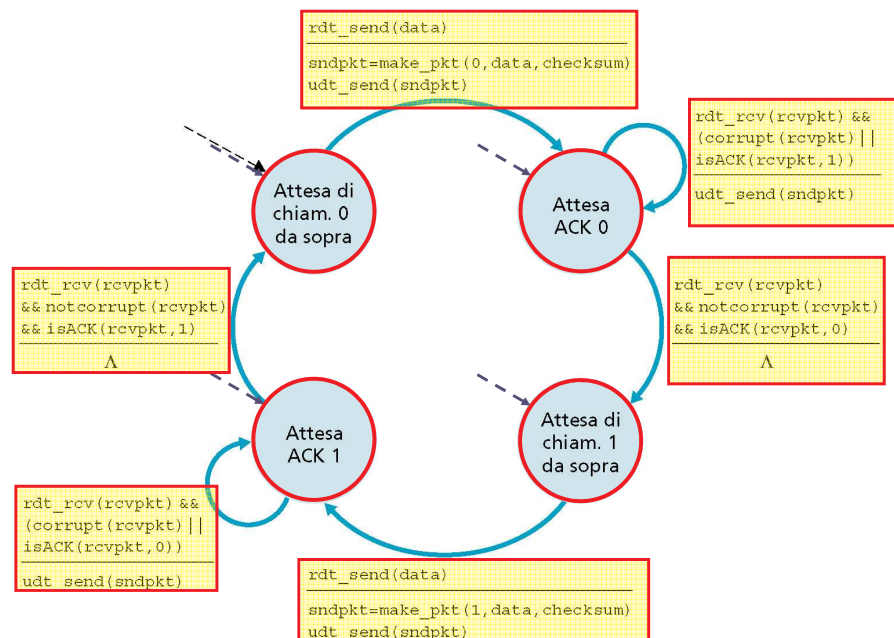 rdt_send(data)
sndpkt=make_pkt(0,data,checksum)
udt_send(sndpkt)
rdt_rcv(rcvpkt) &&
(corrupt(rcvpkt)||
isACK(rcvpkt,1))
udt_send(sndpkt)
Attesa di
chiam. 0
da sopra
Attesa
ACK 0
rdt_rcv(rcvpkt)
&& notcorrupt(rcvpkt)
&& isACK(rcvpkt,1)
Λ
rdt_rcv(rcvpkt)
&& notcorrupt(rcvpkt)
&& isACK(rcvpkt,0)
Λ
Attesa
ACK 1
Attesa di
chiam. 1
da sopra
rdt_rcv(rcvpkt) &&
(corrupt(rcvpkt)||
isACK(rcvpkt,0))
udt_send(sndpkt)
rdt_send(data)
sndpkt=make_pkt(1,data,checksum)
udt_send(sndpkt)